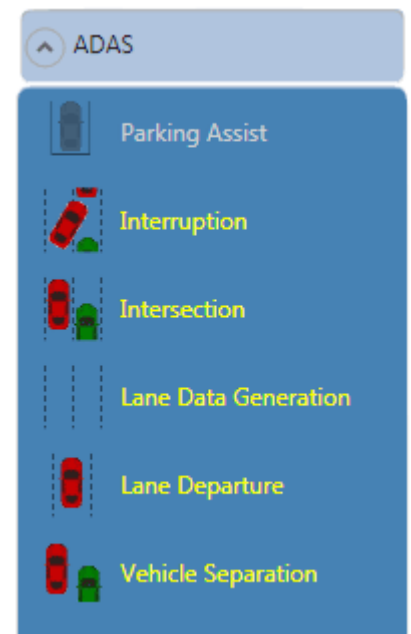 ADAS
Parking Assist
Interruption
Intersection
Lane Data Generation
Lane Departure
Vehicle Separation